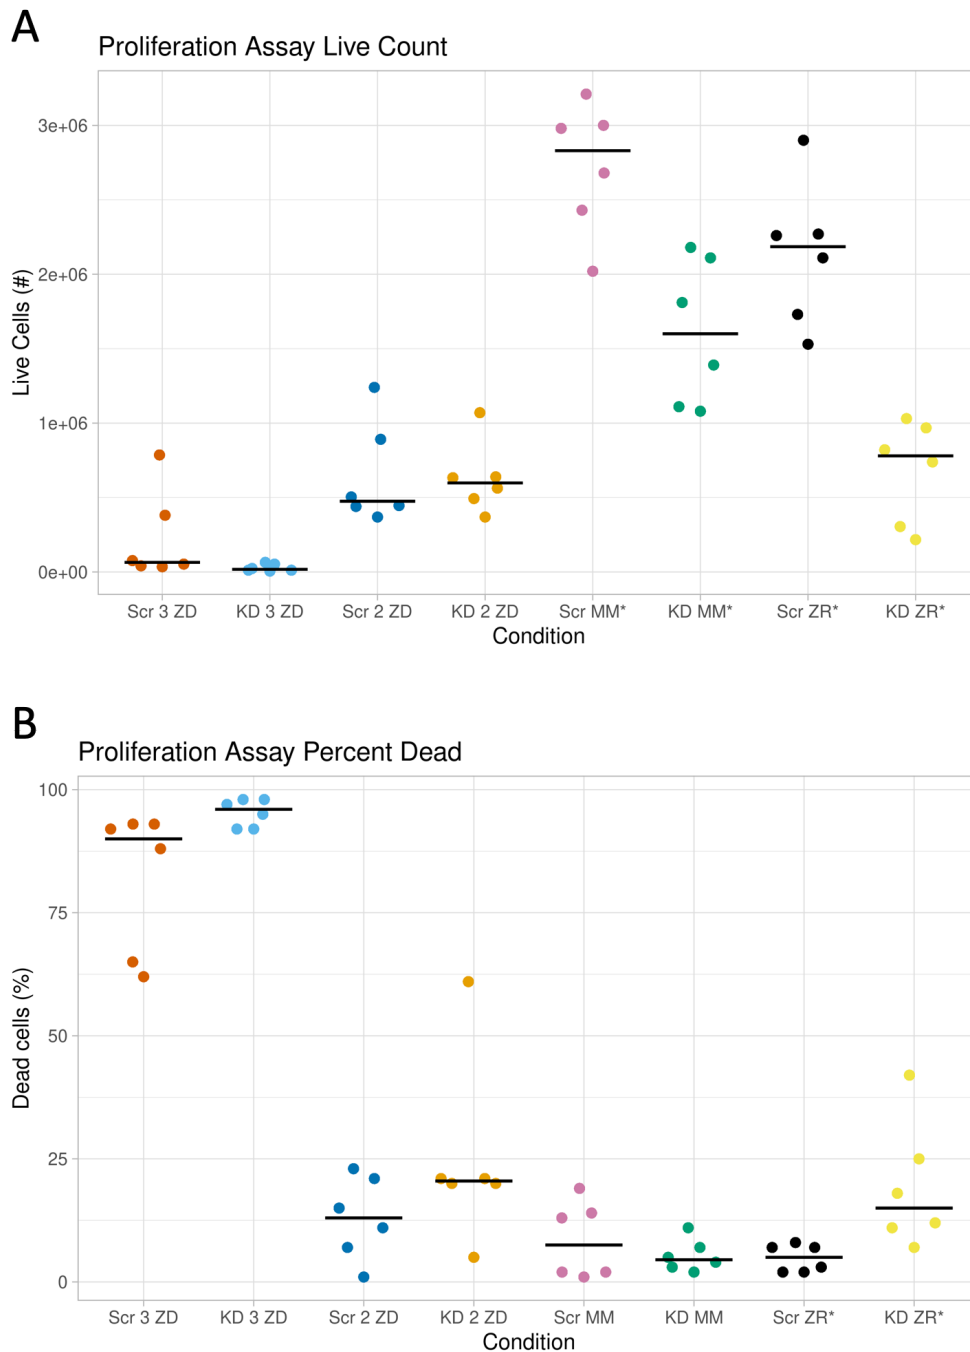 A
Proliferation Assay Live Count
Live Cells (#)
3e+06
2e+06
1e+06
0e+00
Scr 3 ZD KD 3 ZD Scr 2 ZD KD 2 ZD Scr MM* KD MM* Scr ZR* KD ZR*
Condition
B
Proliferation Assay Percent Dead
Dead cells (%)
100
75
50
25
0
Scr 3 ZD KD 3 ZD Scr 2 ZD KD 2 ZD Scr MM KD MM Scr ZR* KD ZR*
Condition